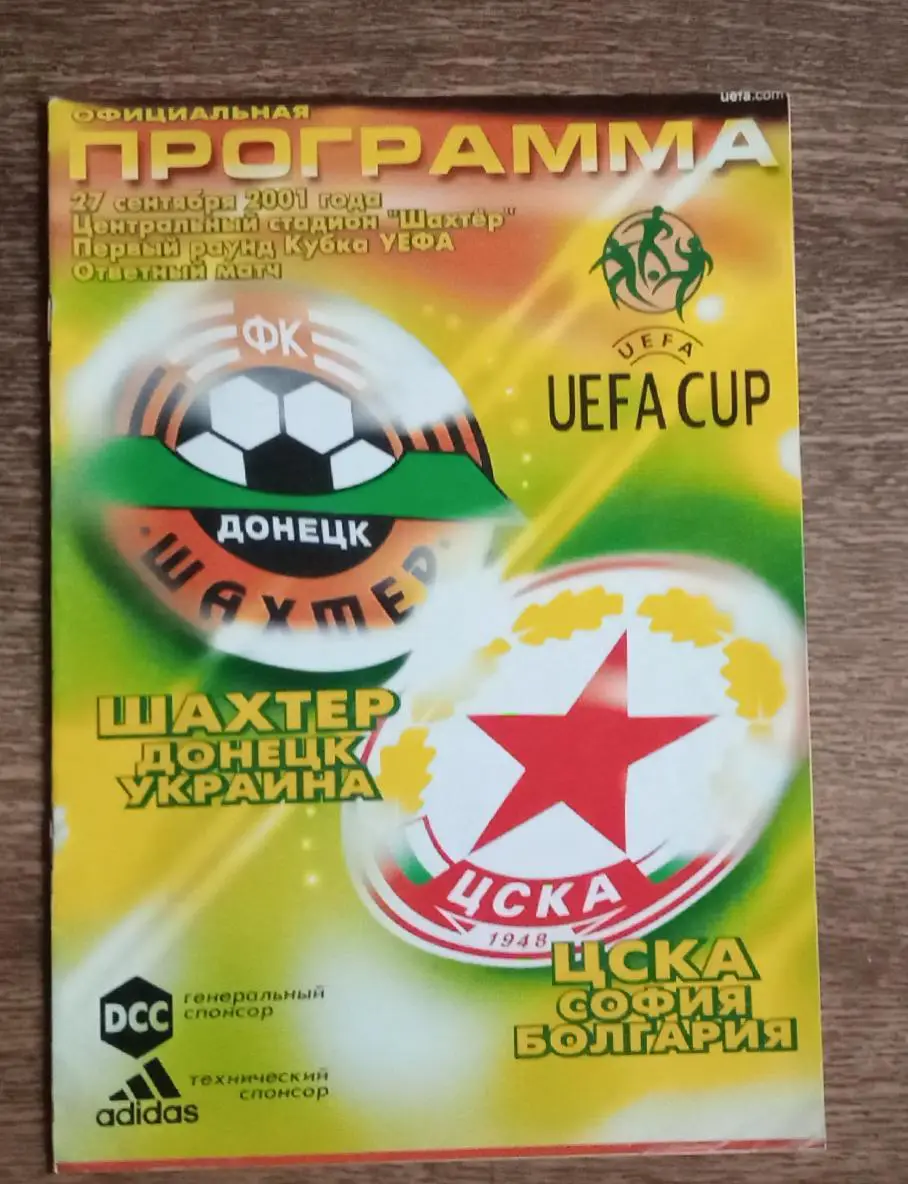 uefa.com
ОФИЦИАЛЬНАЯ
ПРОГРАММА
27 сентября 2001 года
Центральный стадион "Шахтёр"
Первый раунд Кубка УЕФА
Ответный матч
UEFA
UEFA CUP
ФК
ДОНЕЦК
ШАХТЕР
ШАХТЕР
ДОНЕЦК
УКРАИНА
ЦСКА
1948
ЦСКА
СОФИЯ
БОЛГАРИЯ
DCC
генеральный
спонсор
adidas
технический
спонсор